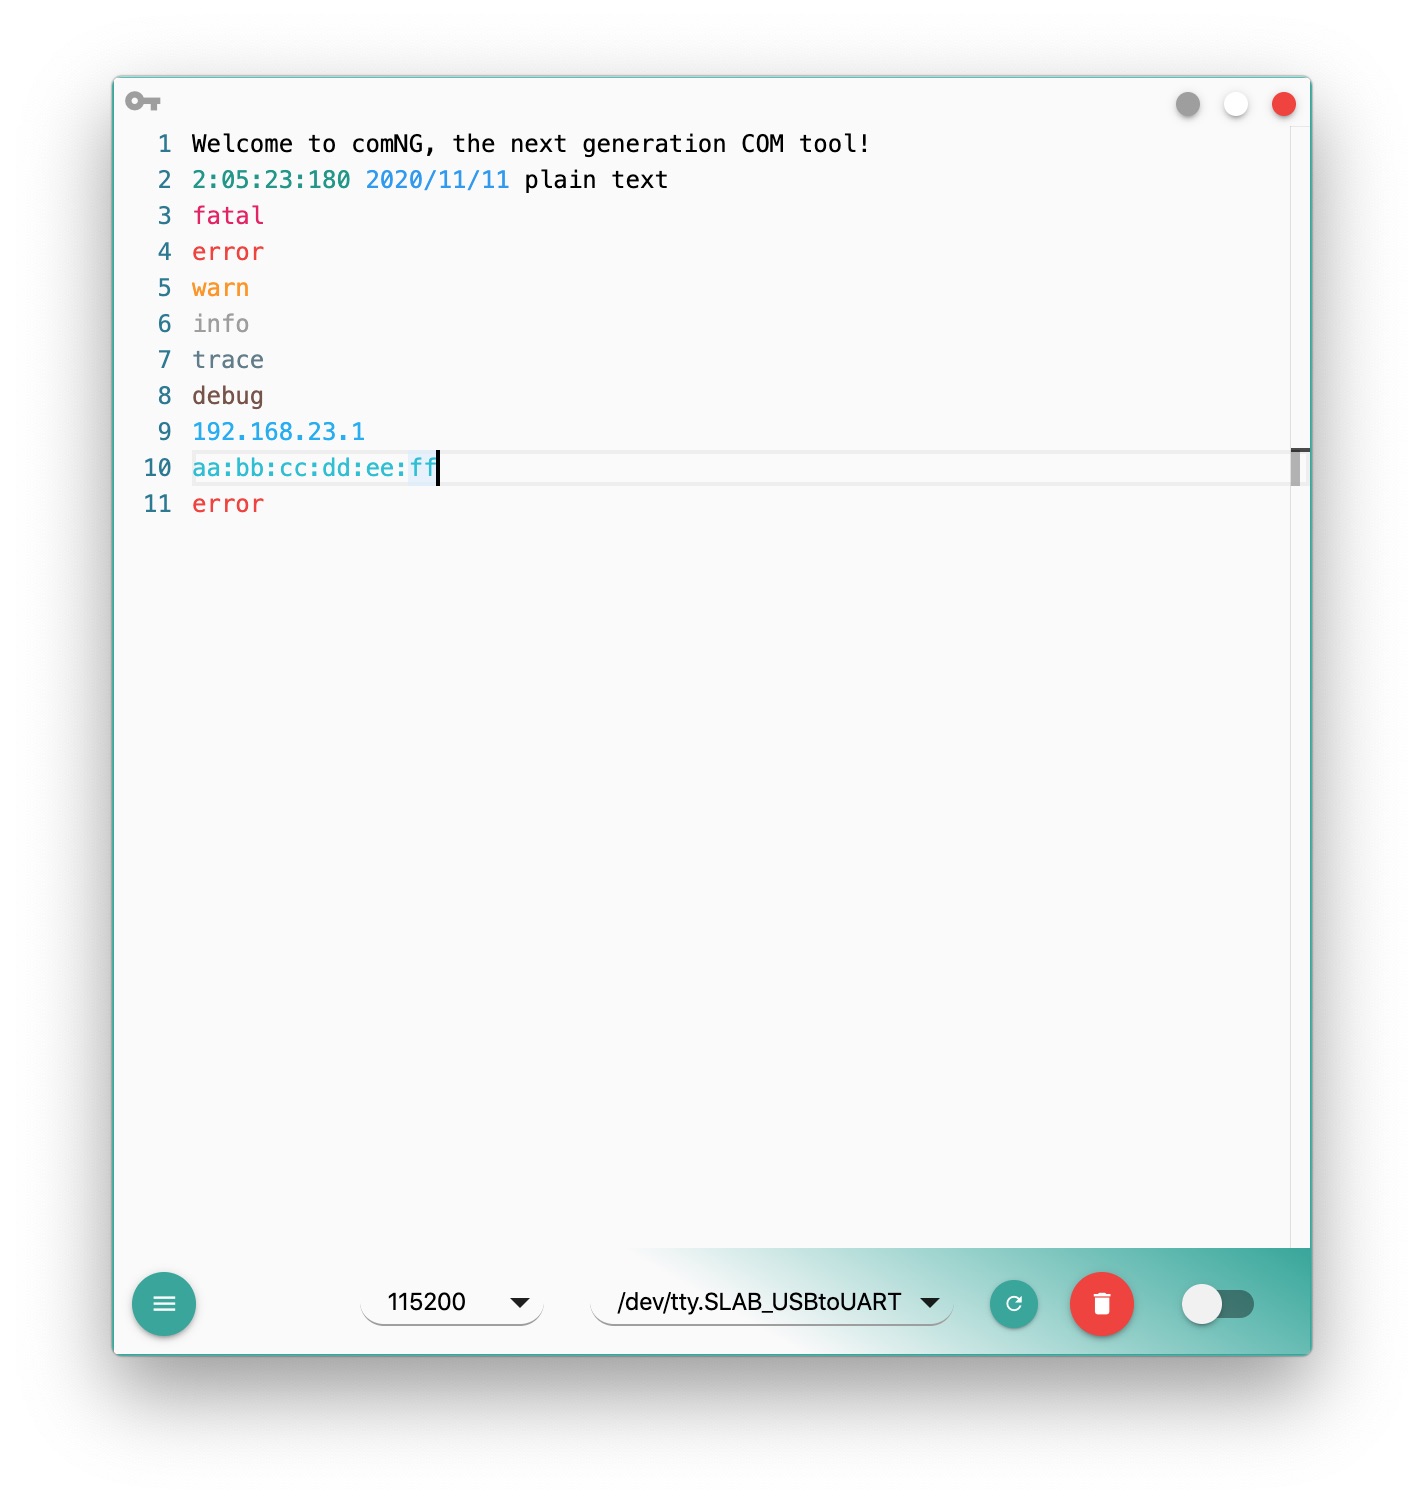 1 Welcome to comNG, the next generation COM tool!
2 2:05:23:180 2020/11/11 plain text
3 fatal
4 error
5 warn
6 info
7 trace
8 debug
9 192.168.23.1
10 aa:bb:cc:dd:ee:ff
11 error
115200 /dev/tty.SLAB_USBtoUART